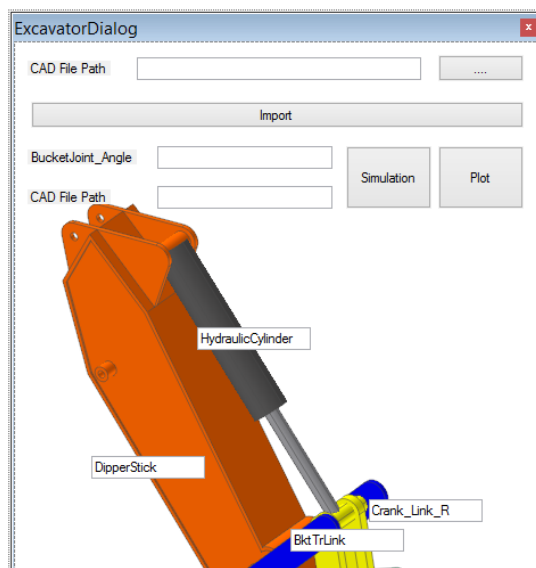 ExcavatorDialog
x
CAD File Path
....
Import
BucketJoint_Angle
Simulation
Plot
CAD File Path
HydraulicCylinder
DipperStick
Crank_Link_R
BktTrLink